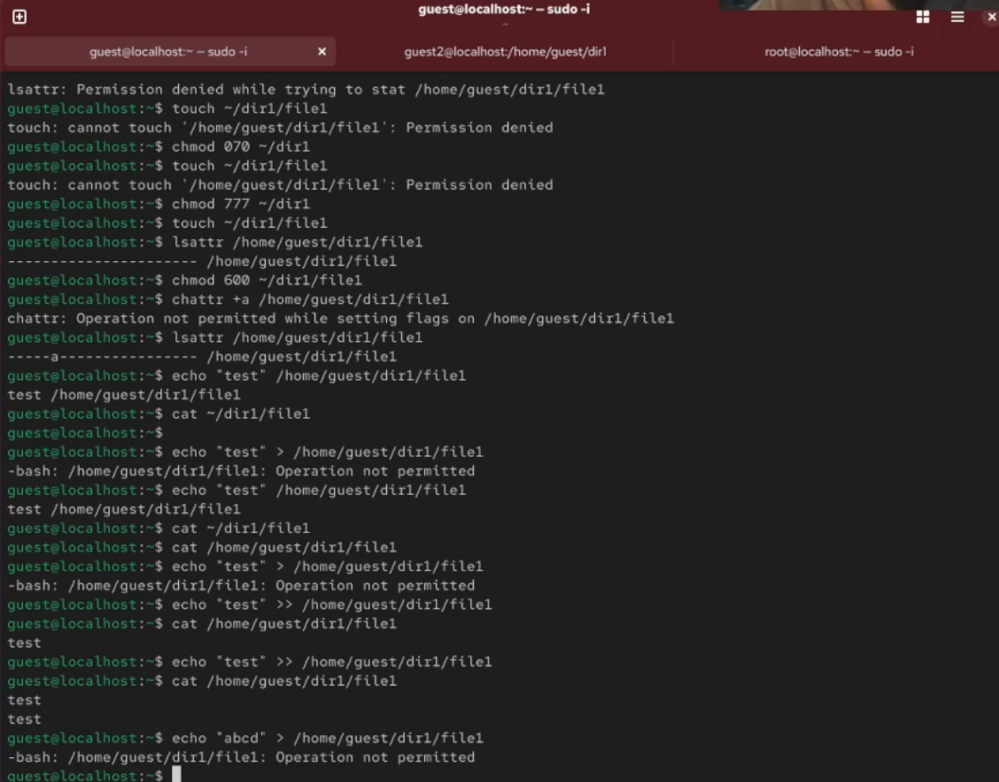 guest@localhost:~ — sudo -i
~
guest@localhost:~ — sudo -i
guest2@localhost:/home/guest/dir1
root@localhost:~ — sudo -i
lsattr: Permission denied while trying to stat /home/guest/dir1/file1
guest@localhost:~$ touch ~/dir1/file1
touch: cannot touch '/home/guest/dir1/file1': Permission denied
guest@localhost:~$ chmod 070 ~/dir1
guest@localhost:~$ touch ~/dir1/file1
touch: cannot touch '/home/guest/dir1/file1': Permission denied
guest@localhost:~$ chmod 777 ~/dir1
guest@localhost:~$ touch ~/dir1/file1
guest@localhost:~$ lsattr /home/guest/dir1/file1
---------------------- /home/guest/dir1/file1
guest@localhost:~$ chmod 600 ~/dir1/file1
guest@localhost:~$ chattr +a /home/guest/dir1/file1
chattr: Operation not permitted while setting flags on /home/guest/dir1/file1
guest@localhost:~$ lsattr /home/guest/dir1/file1
-----a---------------- /home/guest/dir1/file1
guest@localhost:~$ echo "test" /home/guest/dir1/file1
test /home/guest/dir1/file1
guest@localhost:~$ cat ~/dir1/file1
guest@localhost:~$
guest@localhost:~$ echo "test" > /home/guest/dir1/file1
-bash: /home/guest/dir1/file1: Operation not permitted
guest@localhost:~$ echo "test" /home/guest/dir1/file1
test /home/guest/dir1/file1
guest@localhost:~$ cat ~/dir1/file1
guest@localhost:~$ cat /home/guest/dir1/file1
guest@localhost:~$ echo "test" > /home/guest/dir1/file1
-bash: /home/guest/dir1/file1: Operation not permitted
guest@localhost:~$ echo "test" >> /home/guest/dir1/file1
guest@localhost:~$ cat /home/guest/dir1/file1
test
guest@localhost:~$ echo "test" >> /home/guest/dir1/file1
guest@localhost:~$ cat /home/guest/dir1/file1
test
test
guest@localhost:~$ echo "abcd" > /home/guest/dir1/file1
-bash: /home/guest/dir1/file1: Operation not permitted
guest@localhost:~$